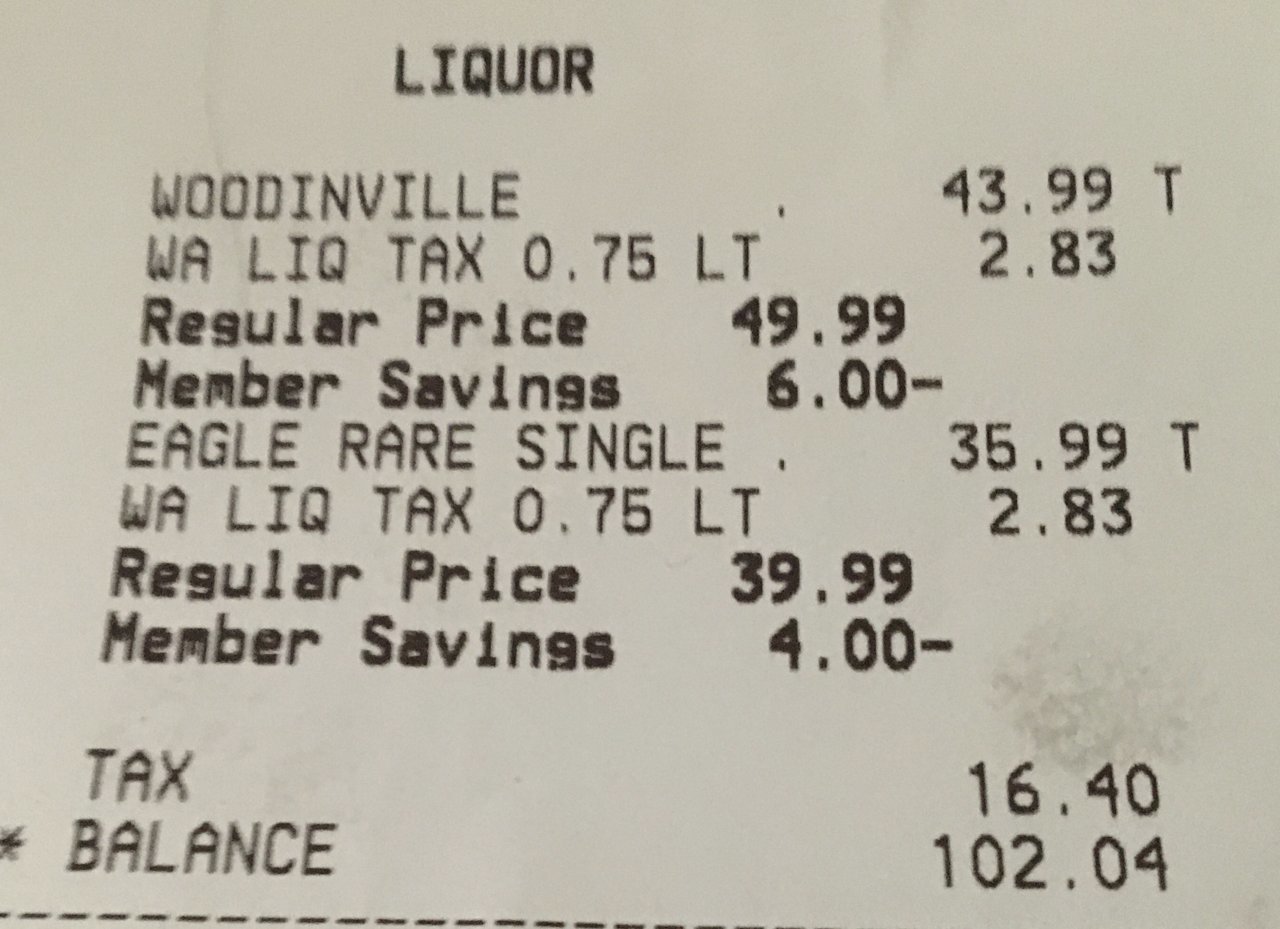 LIQUOR
WOODINVILLE . 43.99 T
WA LIQ TAX 0.75 LT 2.83
Regular Price 49.99
Member Savings 6.00-
EAGLE RARE SINGLE . 35.99 T
WA LIQ TAX 0.75 LT 2.83
Regular Price 39.99
Member Savings 4.00-
TAX 16.40
* BALANCE 102.04